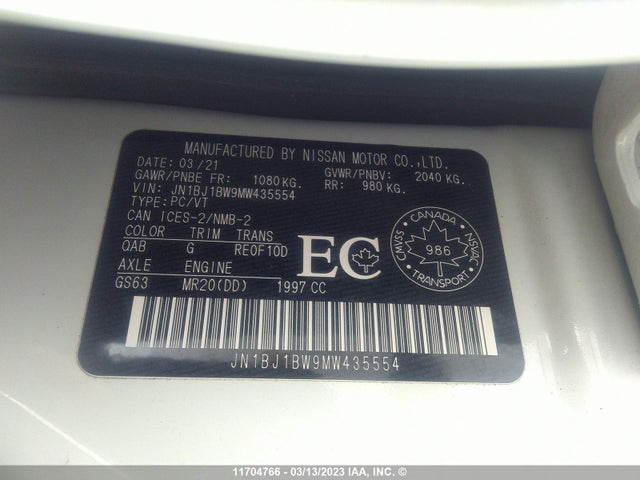 MANUFACTURED BY NISSAN MOTOR CO.,LTD.
DATE: 03/21
GAWR/PNBE FR: 1080 KG. GVWR/PNBV: 2040 KG.
RR: 980 KG.
VIN: JN1BJ1BW9MW435554
TYPE: PC/VT
CAN ICES-2/NMB-2
COLOR TRIM TRANS
QAB G RE0F10D
AXLE ENGINE
GS63 MR20(DD) 1997 CC
EC
CANADA
CMVSS 986 NSVAC
TRANSPORT
JN1BJ1BW9MW435554
11704766 - 03/13/2023 IAA, Inc.©